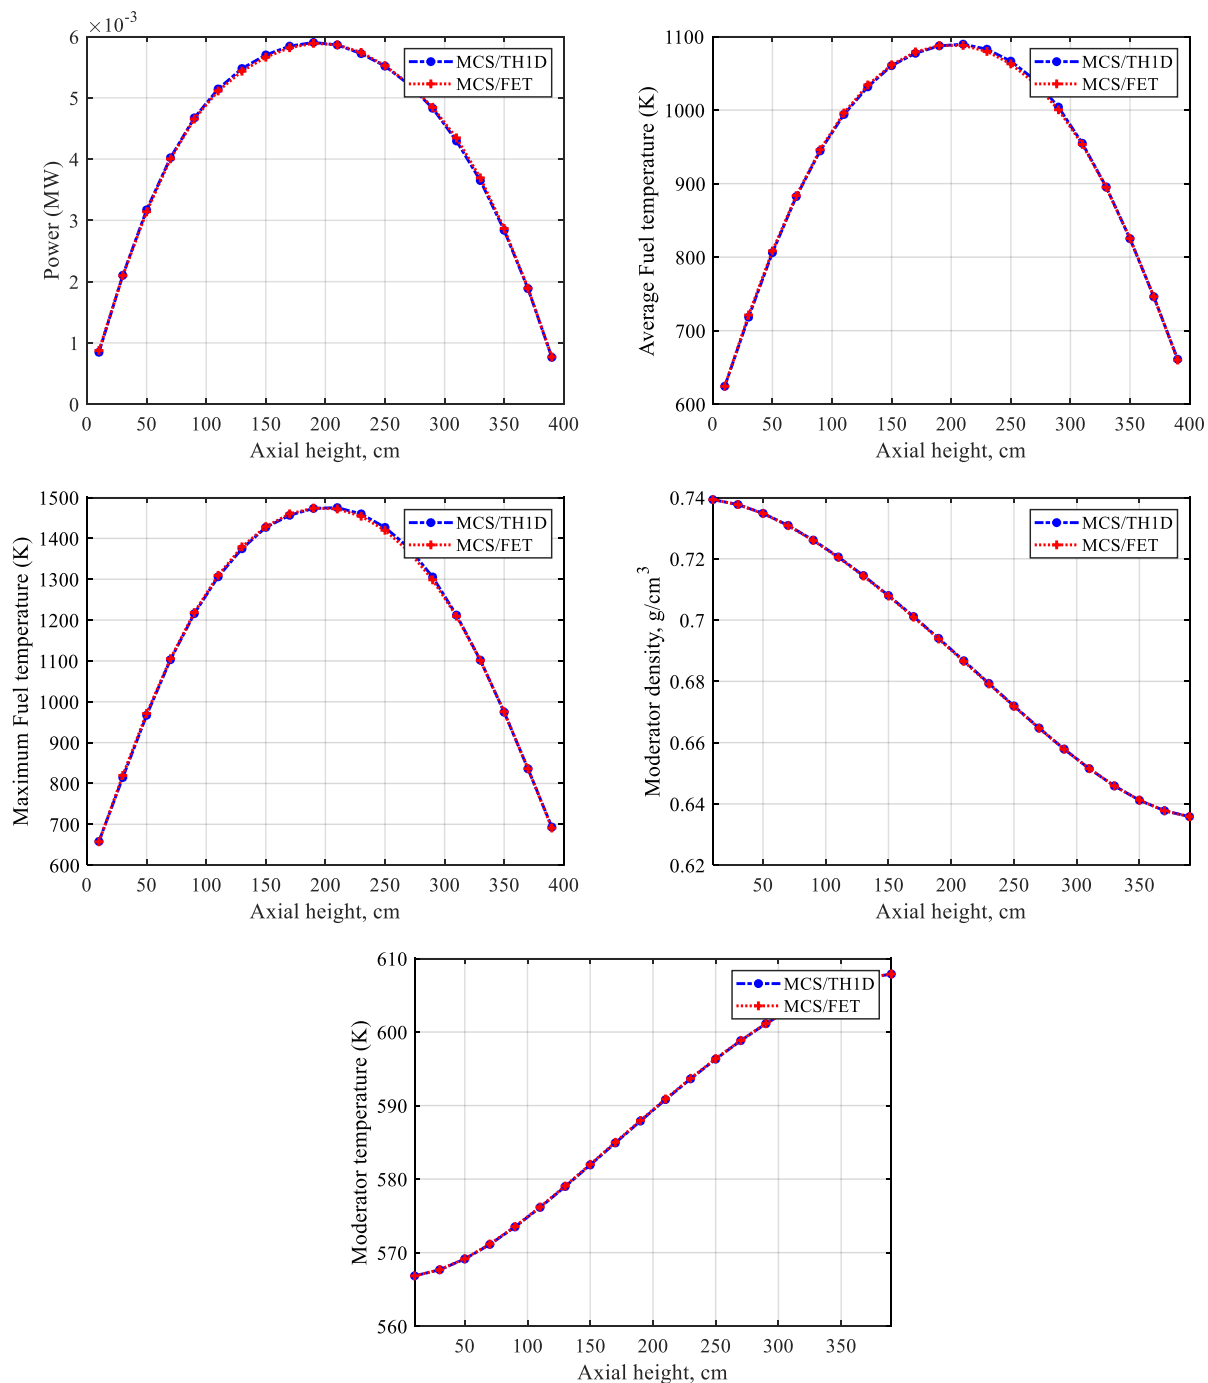 ×10⁻³
6
5
4
3
2
1
0
0 50 100 150 200 250 300 350 400
Power (MW)
Axial height, cm
MCS/TH1D
MCS/FET
1100
1000
900
800
700
600
0 50 100 150 200 250 300 350 400
Average Fuel temperature (K)
Axial height, cm
MCS/TH1D
MCS/FET
1500
1400
1300
1200
1100
1000
900
800
700
600
0 50 100 150 200 250 300 350 400
Maximum Fuel temperature (K)
Axial height, cm
MCS/TH1D
MCS/FET
0.74
0.72
0.7
0.68
0.66
0.64
0.62
50 100 150 200 250 300 350
Moderator density, g/cm³
Axial height, cm
MCS/TH1D
MCS/FET
610
600
590
580
570
560
50 100 150 200 250 300 350
Moderator temperature (K)
Axial height, cm
MCS/TH1D
MCS/FET